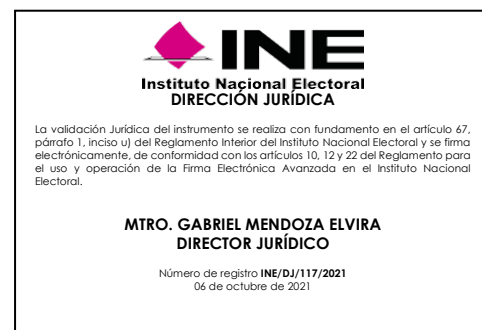 INE
Instituto Nacional Electoral
DIRECCIÓN JURÍDICA
La validación Jurídica del instrumento se realiza con fundamento en el artículo 67,
párrafo 1, inciso u) del Reglamento Interior del Instituto Nacional Electoral y se firma
electrónicamente, de conformidad con los artículos 10, 12 y 22 del Reglamento para
el uso y operación de la Firma Electrónica Avanzada en el Instituto Nacional
Electoral.
MTRO. GABRIEL MENDOZA ELVIRA
DIRECTOR JURÍDICO
Número de registro INE/DJ/117/2021
06 de octubre de 2021